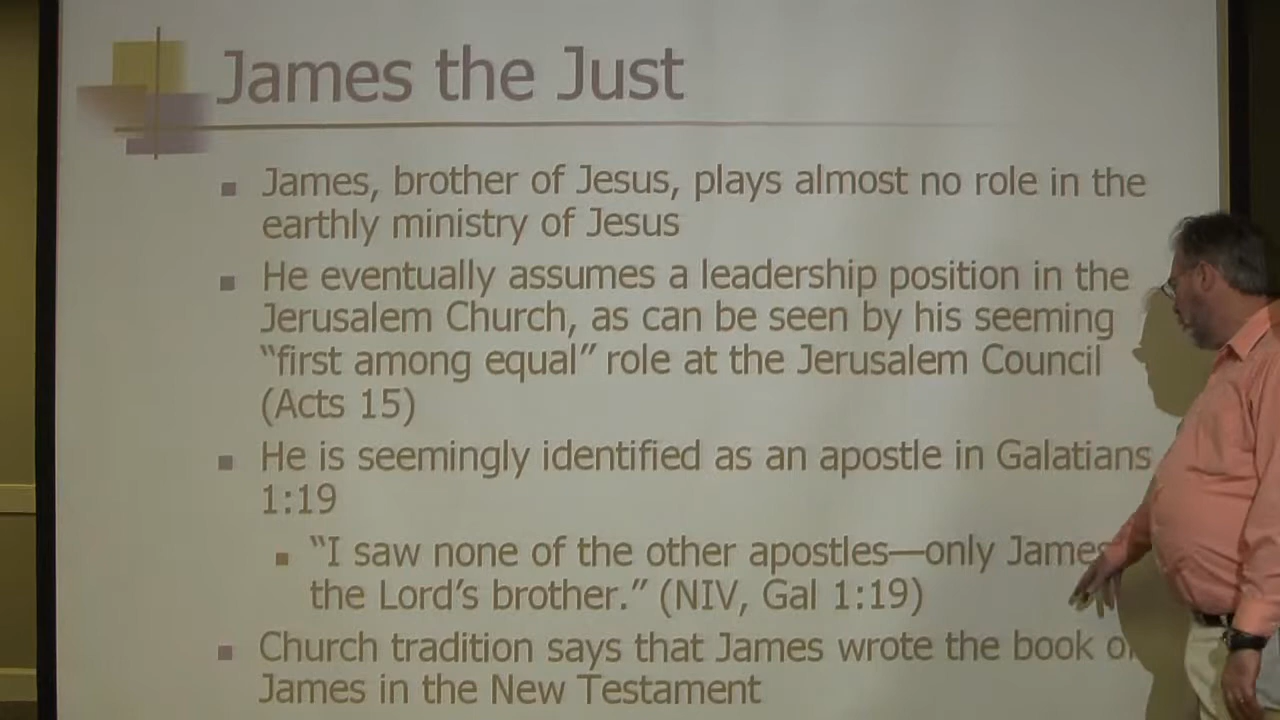 James the Just
James, brother of Jesus, plays almost no role in the
earthly ministry of Jesus
He eventually assumes a leadership position in the
Jerusalem Church, as can be seen by his seeming
“first among equal” role at the Jerusalem Council
(Acts 15)
He is seemingly identified as an apostle in Galatians
1:19
“I saw none of the other apostles—only James
the Lord’s brother.” (NIV, Gal 1:19)
Church tradition says that James wrote the book of
James in the New Testament